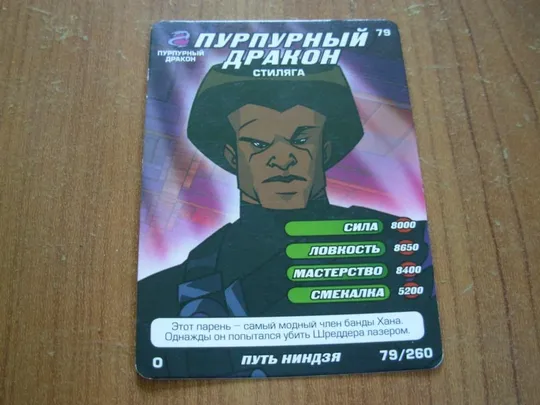 ПУРПУРНЫЙ 79
ДРАКОН
ПУРПУРНЫЙ
ДРАКОН
СТИЛЯГА
СИЛА 8000
ЛОВКОСТЬ 8650
МАСТЕРСТВО 8400
СМЕКАЛКА 5200
Этот парень – самый модный член банды Хана.
Однажды он попытался убить Шреддера лазером.
0 ПУТЬ НИНДЗЯ 79/260